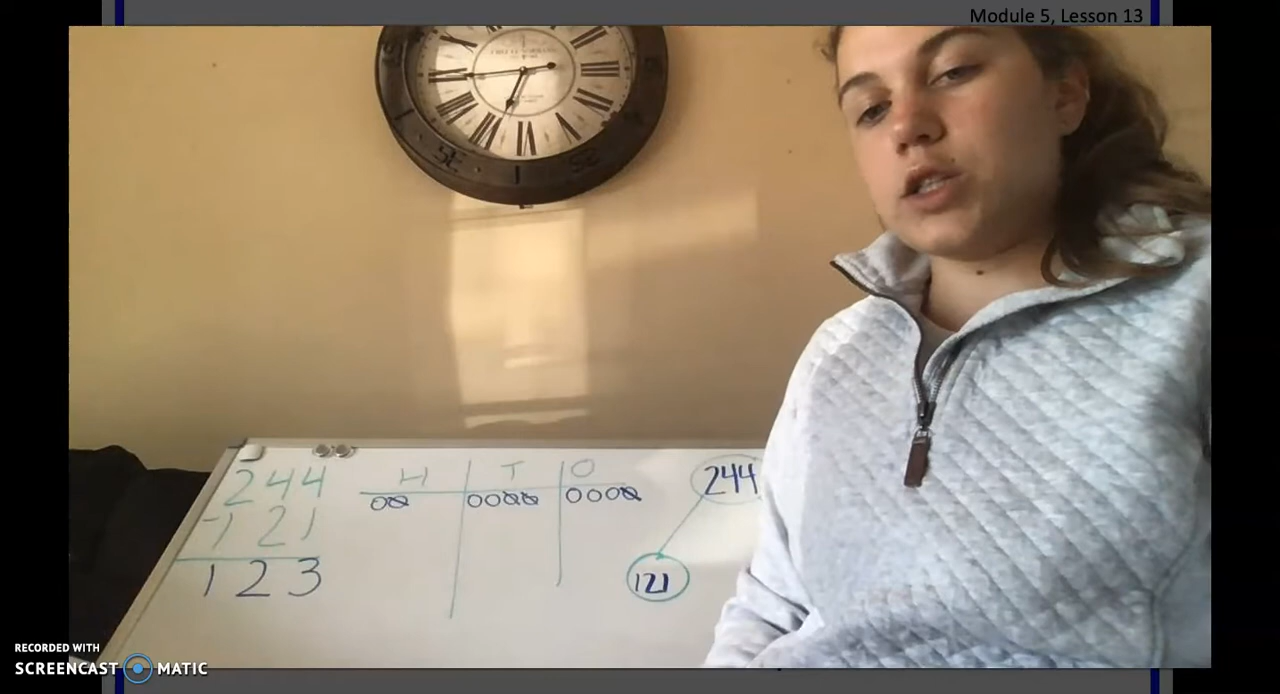 Module 5, Lesson 13
244
-121
123
H T O
244
121
RECORDED WITH
SCREENCAST MATIC